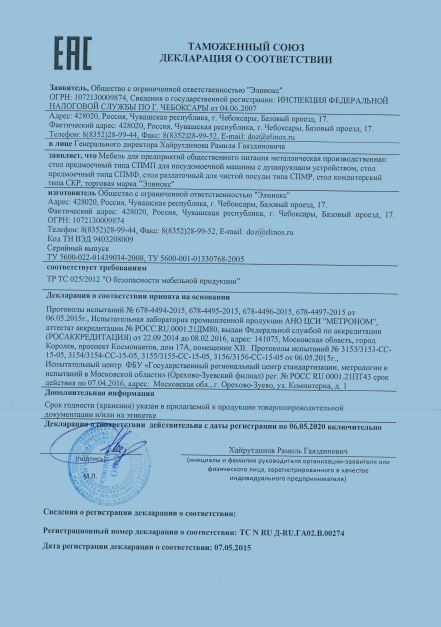 EAC
ТАМОЖЕННЫЙ СОЮЗ
ДЕКЛАРАЦИЯ О СООТВЕТСТВИИ
Заявитель, Общество с ограниченной ответственностью "Элинокс"
ОГРН: 1072130009874, Сведения о государственной регистрации: ИНСПЕКЦИЯ ФЕДЕРАЛЬНОЙ
НАЛОГОВОЙ СЛУЖБЫ ПО Г. ЧЕБОКСАРЫ от 04.06.2007
Адрес: 428020, Россия, Чувашская республика, г. Чебоксары, Базовый проезд, 17.
Фактический адрес: 428020, Россия, Чувашская республика, г. Чебоксары, Базовый проезд, 17.
Телефон: 8(8352)28-99-44, Факс: 8(8352)28-99-52, E-mail: doz@elinox.ru
в лице Генерального директора Хайрутдинова Рамиля Гаяздиновича
заявляет, что Мебель для предприятий общественного питания металлическая производственная:
стол предмоечный типа СПМП для посудомоечной машины с душирующим устройством, стол
предмоечный типа СПМФ, стол раздаточный для чистой посуды типа СПМР, стол кондитерский
типа СКР, торговая марка "Элинокс"
изготовитель Общество с ограниченной ответственностью "Элинокс"
Адрес: 428020, Россия, Чувашская республика, г. Чебоксары, Базовый проезд, 17.
Фактический адрес: 428020, Россия, Чувашская республика, г. Чебоксары, Базовый проезд, 17.
ОГРН: 1072130009874
Телефон: 8(8352)28-99-44, Факс: 8(8352)28-99-52, E-mail: doz@elinox.ru
Код ТН ВЭД 9403208009
Серийный выпуск
ТУ 5600-022-01439034-2008, ТУ 5600-001-01330768-2005
соответствует требованиям
ТР ТС 025/2012 "О безопасности мебельной продукции"
Декларация о соответствии принята на основании
Протоколы испытаний № 678-4494-2015, 678-4495-2015, 678-4496-2015, 678-4497-2015 от
06.05.2015г., Испытательная лаборатория промышленной продукции АНО ЦСИ "МЕТРОНОМ",
аттестат аккредитации № РОСС.RU.0001.21ДМ80, выдан Федеральной службой по аккредитации
(РОСАККРЕДИТАЦИЯ) от 22.09.2014 до 08.02.2016, адрес: 141075, Московская область, город
Королев, проспект Космонавтов, дом 17А, помещение XII. Протоколы испытаний № 3153/3153-СС-
15-05, 3154/3154-СС-15-05, 3155/3155-СС-15-05, 3156/3156-СС-15-05 от 06.05.2015г.,
Испытательный центр ФБУ «Государственный региональный центр стандартизации, метрологии и
испытаний в Московской области» (Орехово-Зуевский филиал) рег. № РОСС RU.0001.21ПТ43 срок
действия по 07.04.2016, адрес: Московская обл., г. Орехово-Зуево, ул. Коминтерна, д. 1
Дополнительная информация
Срок годности (хранения) указан в прилагаемой к продукции товаросопроводительной
документации и/или на этикетке
Декларация о соответствии действительна с даты регистрации по 06.05.2020 включительно
(подпись)
М.П.
Хайрутдинов Рамиль Гаяздинович
(инициалы и фамилия руководителя организации-заявителя или
физического лица, зарегистрированного в качестве
индивидуального предпринимателя)
Сведения о регистрации декларации о соответствии:
Регистрационный номер декларации о соответствии: ТС N RU Д-RU.ГА02.В.00274
Дата регистрации декларации о соответствии: 07.05.2015